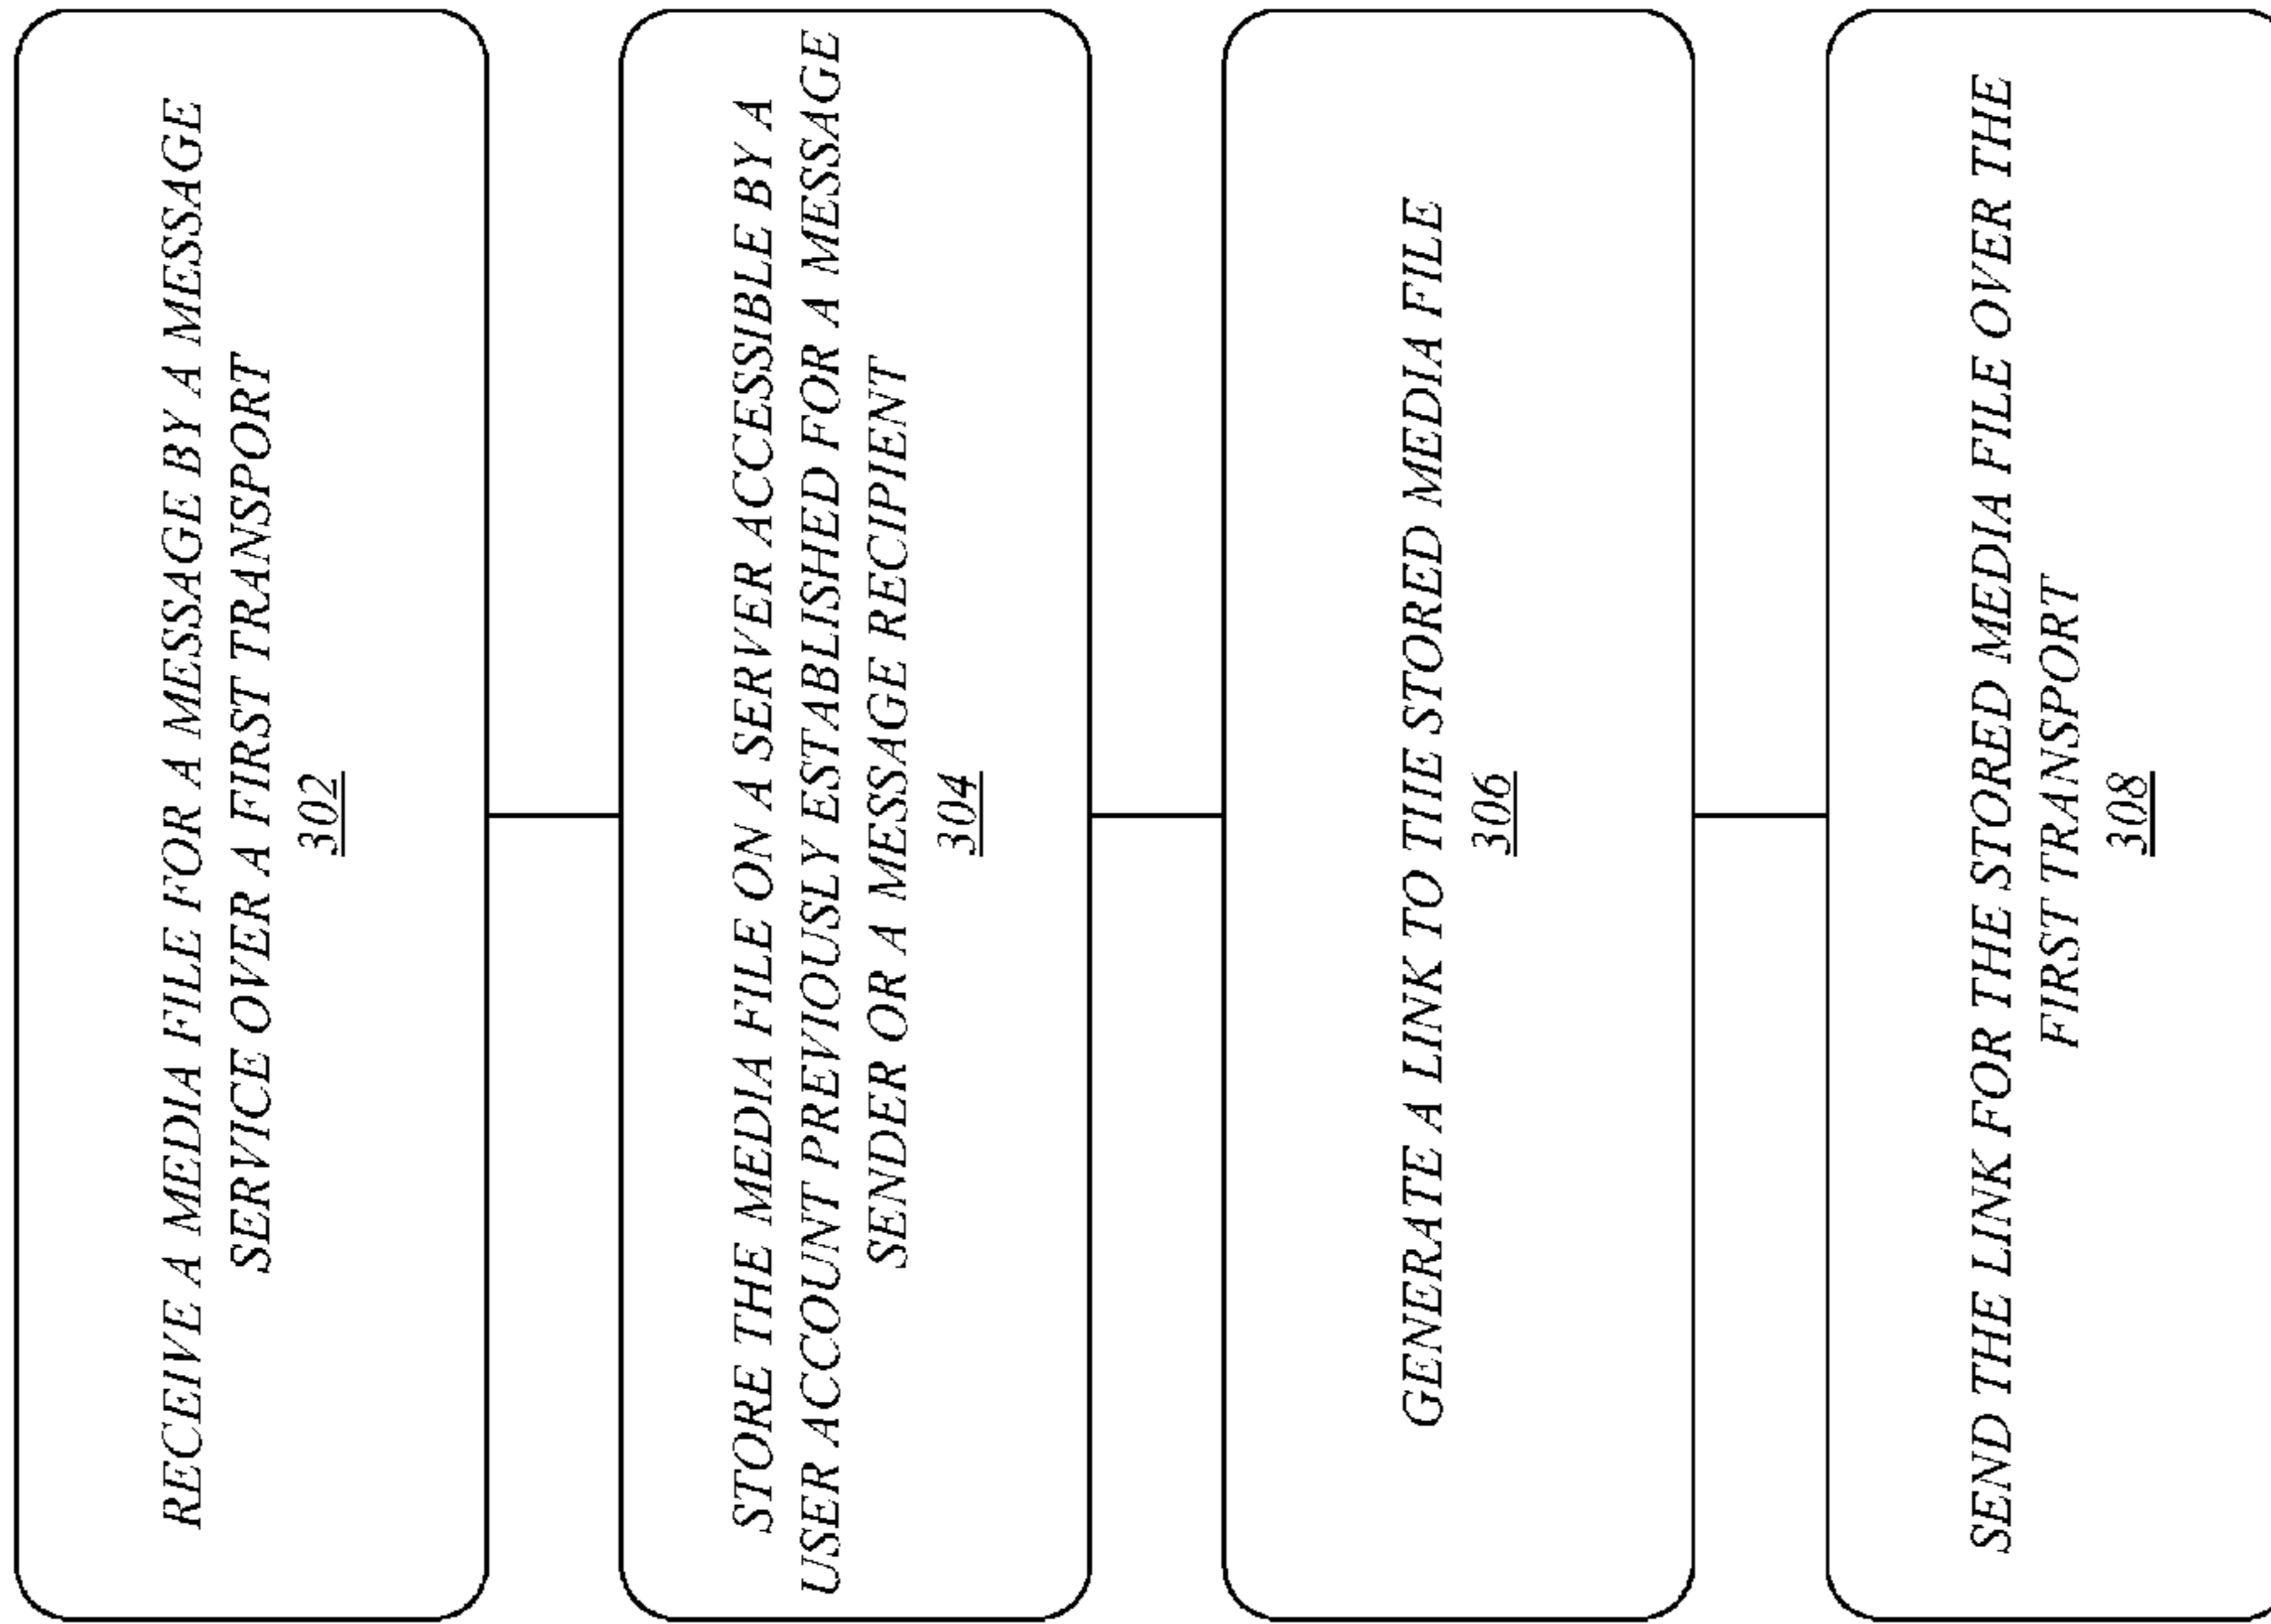 RECEIVE A MEDIA FILE FOR A MESSAGE BY A MESSAGE
SERVICE OVER A FIRST TRANSPORT
302
STORE THE MEDIA FILE ON A SERVER ACCESSIBLE BY A
USER ACCOUNT PREVIOUSLY ESTABLISHED FOR A MESSAGE
SENDER OR A MESSAGE RECIPIENT
304
GENERATE A LINK TO THE STORED MEDIA FILE
306
SEND THE LINK FOR THE STORED MEDIA FILE OVER THE
FIRST TRANSPORT
308